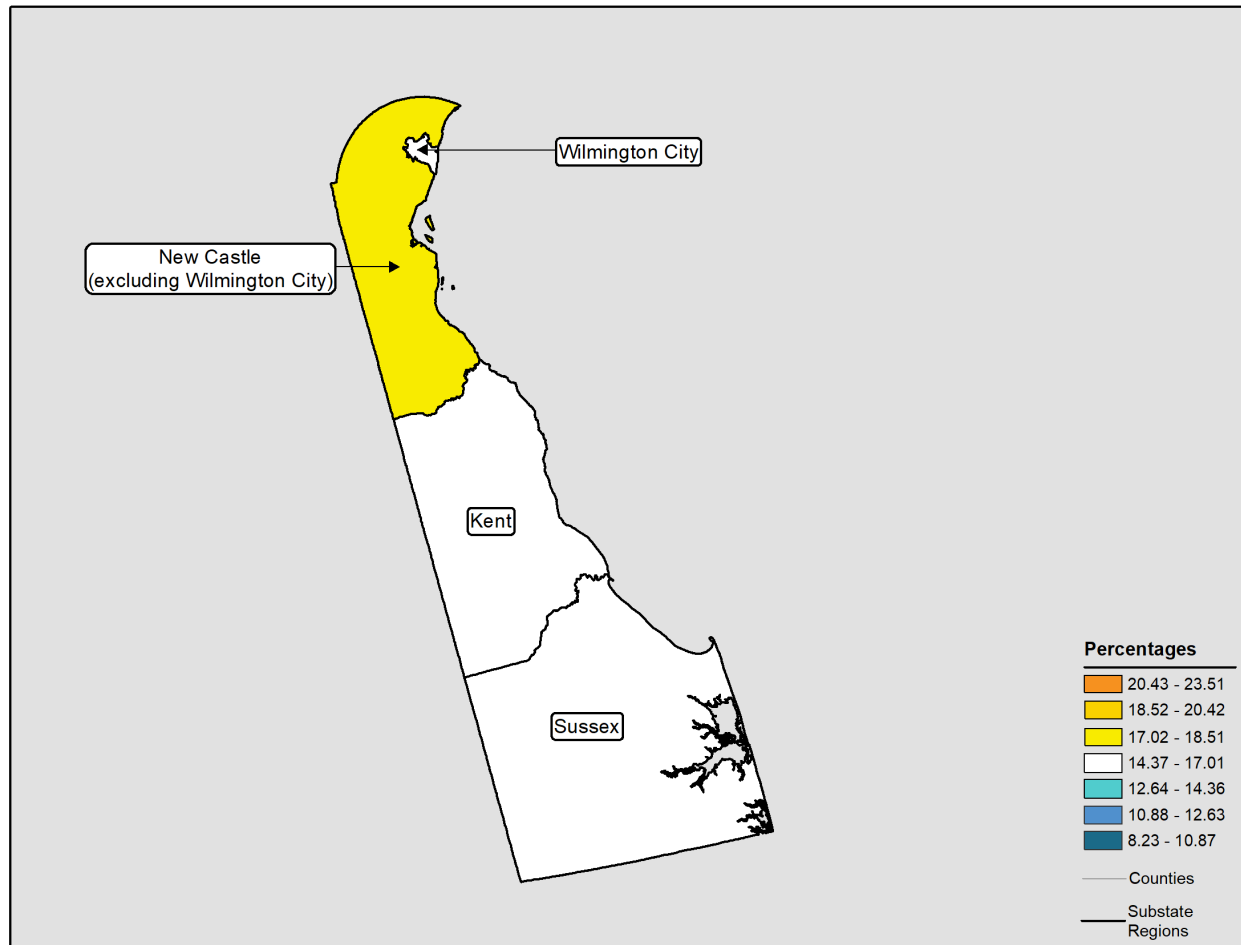 Wilmington City
New Castle
(excluding Wilmington City)
Kent
Sussex
Percentages
20.43 - 23.51
18.52 - 20.42
17.02 - 18.51
14.37 - 17.01
12.64 - 14.36
10.88 - 12.63
8.23 - 10.87
Counties
Substate
Regions